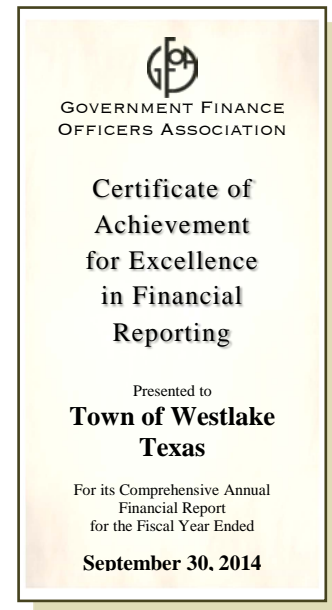 GFOA
GOVERNMENT FINANCE
OFFICERS ASSOCIATION
Certificate of
Achievement
for Excellence
in Financial
Reporting
Presented to
Town of Westlake
Texas
For its Comprehensive Annual
Financial Report
for the Fiscal Year Ended
September 30, 2014